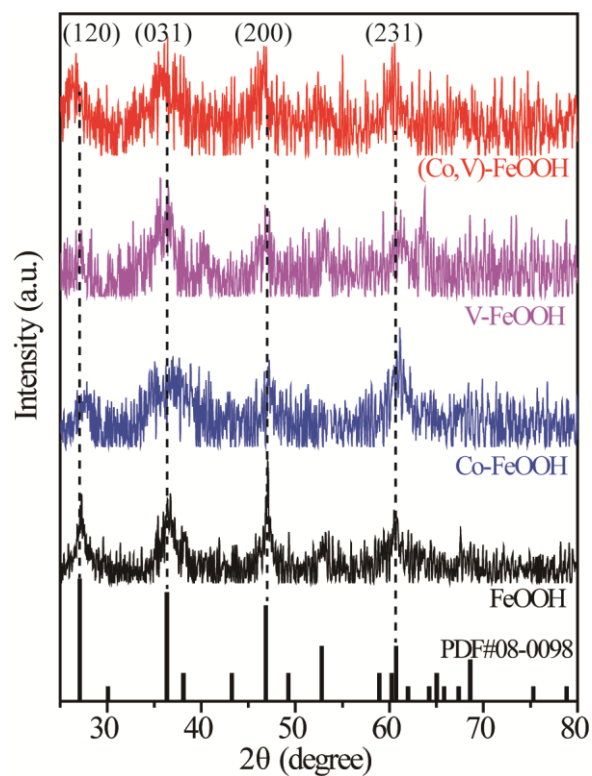 (120) (031) (200) (231)
(Co,V)-FeOOH
V-FeOOH
Co-FeOOH
FeOOH
PDF#08-0098
Intensity (a.u.)
30 40 50 60 70 80
2θ (degree)